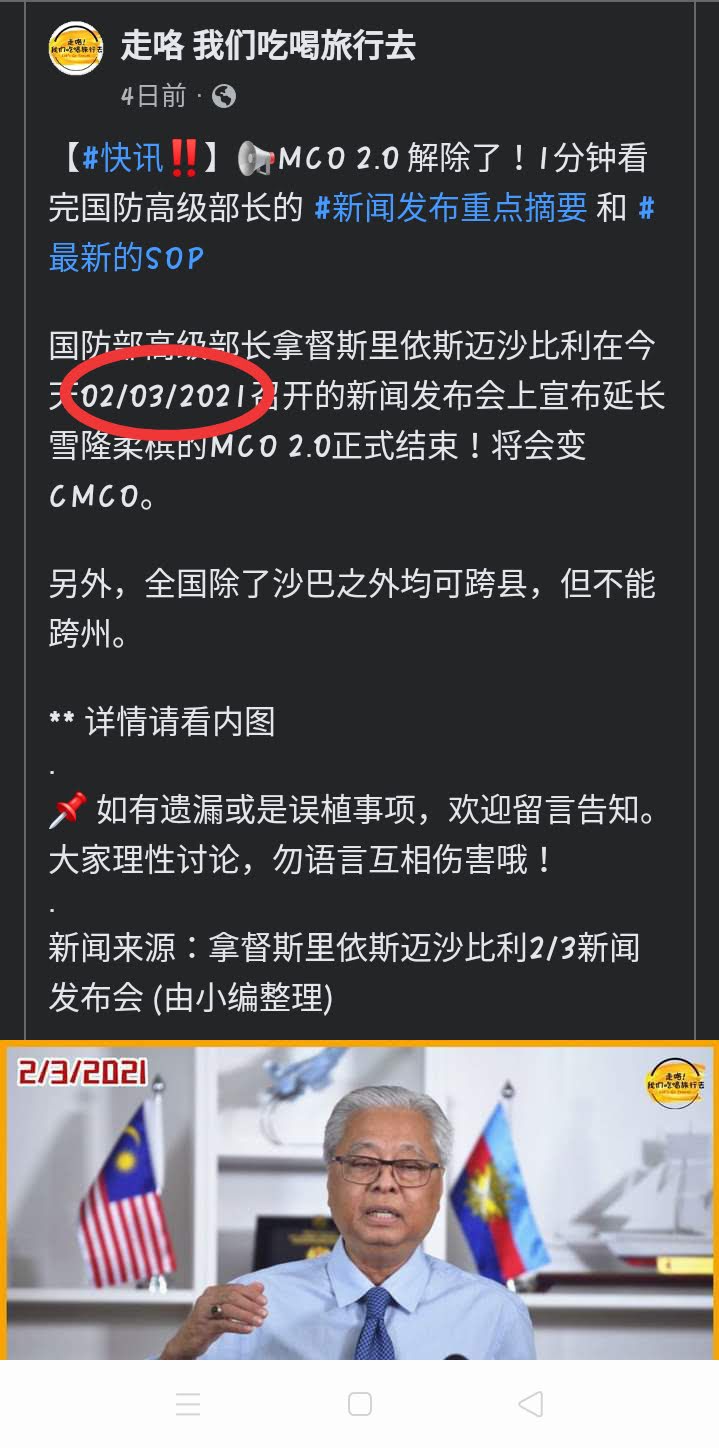 走咯 我们吃喝旅行去
4日前 ·
【#快讯‼️】📢MCO 2.0 解除了！1分钟看
完国防高级部长的 #新闻发布重点摘要 和 #
最新的SOP
国防部高级部长拿督斯里依斯迈沙比利在今
天02/03/2021召开的新闻发布会上宣布延长
雪隆柔槟的MCO 2.0正式结束！将会变
CMCO。
另外，全国除了沙巴之外均可跨县，但不能
跨州。
** 详情请看内图
.
📌 如有遗漏或是误植事项，欢迎留言告知。
大家理性讨论，勿语言互相伤害哦！
.
新闻来源：拿督斯里依斯迈沙比利2/3新闻
发布会 (由小编整理)
2/3/2021
走咯!
我们吃喝旅行去